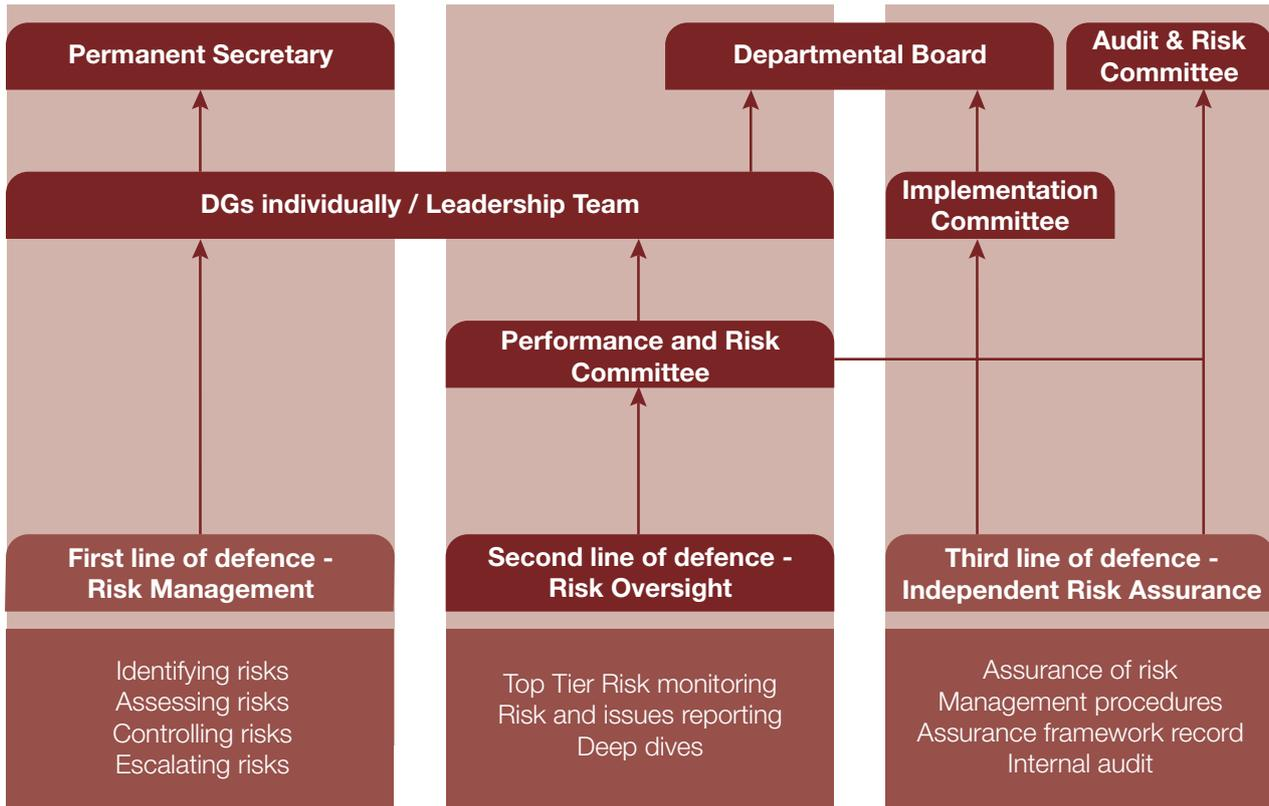 Permanent Secretary
Departmental Board
Audit & Risk
Committee
DGs individually / Leadership Team
Implementation
Committee
Performance and Risk
Committee
First line of defence -
Risk Management
Second line of defence -
Risk Oversight
Third line of defence -
Independent Risk Assurance
Identifying risks
Assessing risks
Controlling risks
Escalating risks
Top Tier Risk monitoring
Risk and issues reporting
Deep dives
Assurance of risk
Management procedures
Assurance framework record
Internal audit